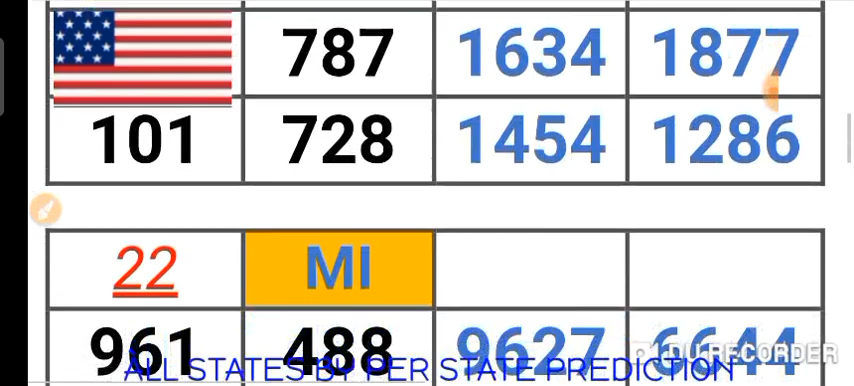 787 1634 1877
101 728 1454 1286
22 MI
961 488 9627 6644
DU RECORDER
ALL STATES BY PER STATE PREDICTION